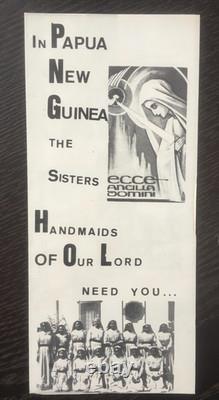 IN PAPUA
NEW
GUINEA
THE
SISTERS
ecce
ANCILLA
DOMINI
HANDMAIDS
OF OUR LORD
NEED YOU...